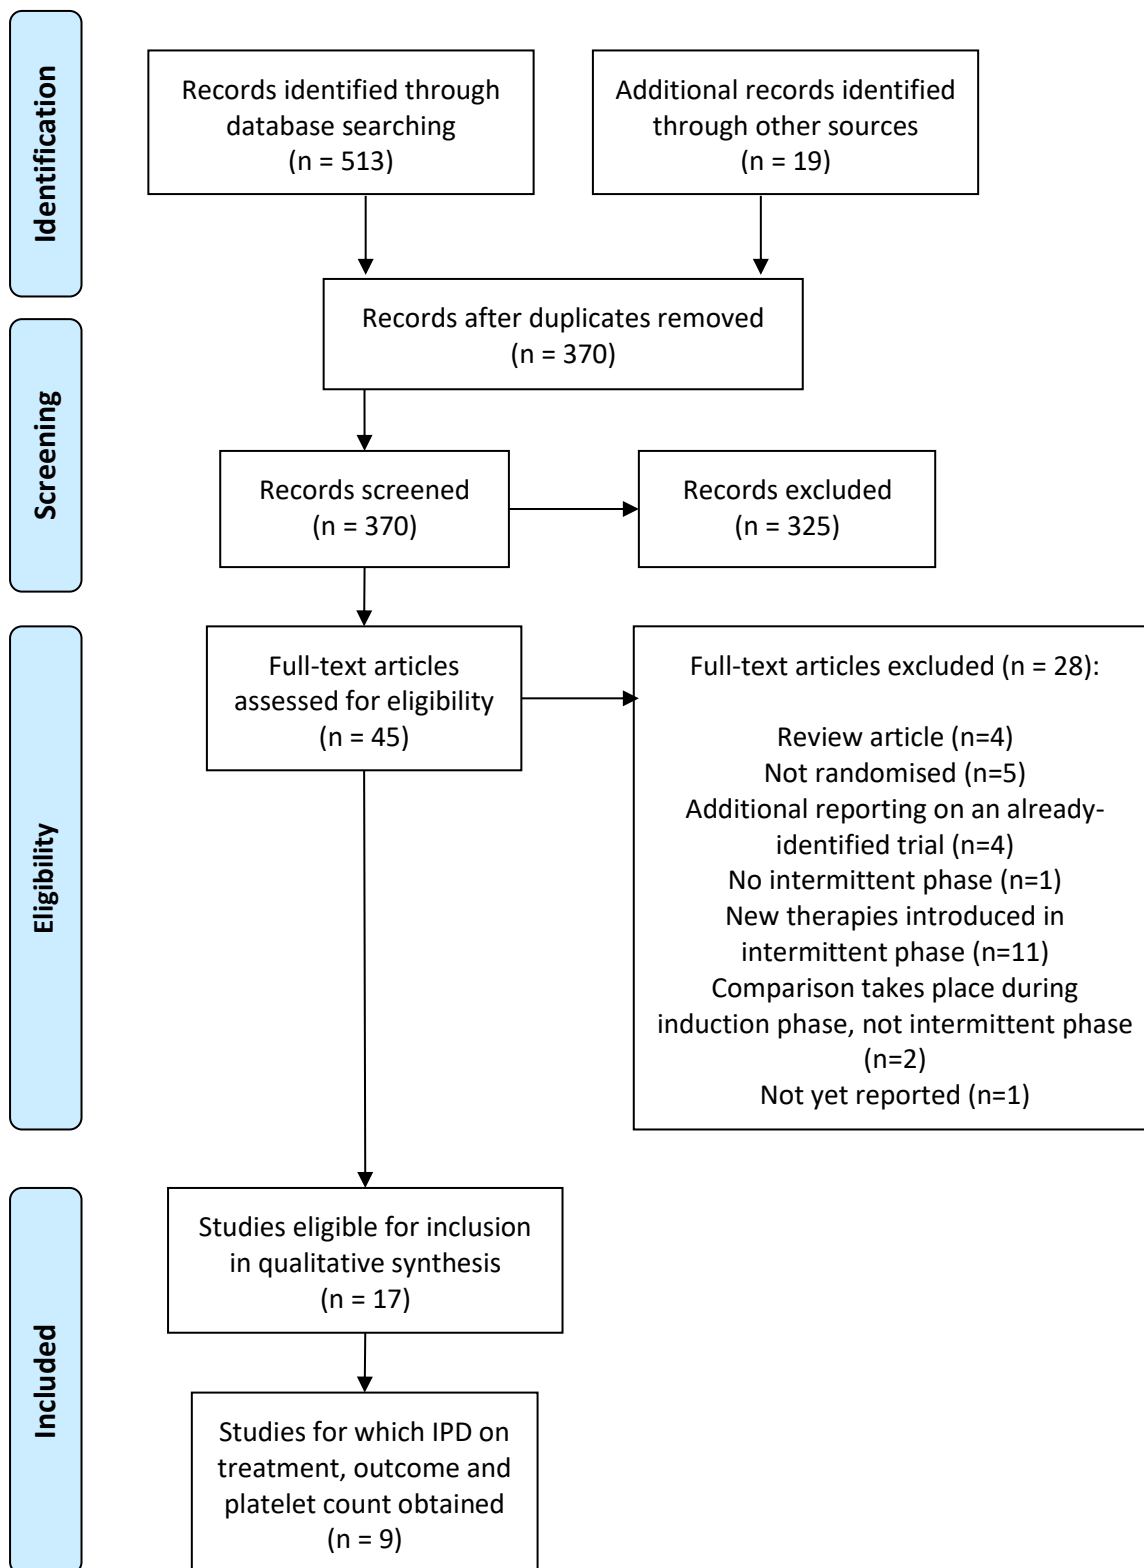 Identification
Records identified through
database searching
(n = 513)
Additional records identified
through other sources
(n = 19)
Records after duplicates removed
(n = 370)
Screening
Records screened
(n = 370)
Records excluded
(n = 325)
Eligibility
Full-text articles
assessed for eligibility
(n = 45)
Full-text articles excluded (n = 28):
Review article (n=4)
Not randomised (n=5)
Additional reporting on an already-
identified trial (n=4)
No intermittent phase (n=1)
New therapies introduced in
intermittent phase (n=11)
Comparison takes place during
induction phase, not intermittent phase
(n=2)
Not yet reported (n=1)
Included
Studies eligible for inclusion
in qualitative synthesis
(n = 17)
Studies for which IPD on
treatment, outcome and
platelet count obtained
(n = 9)